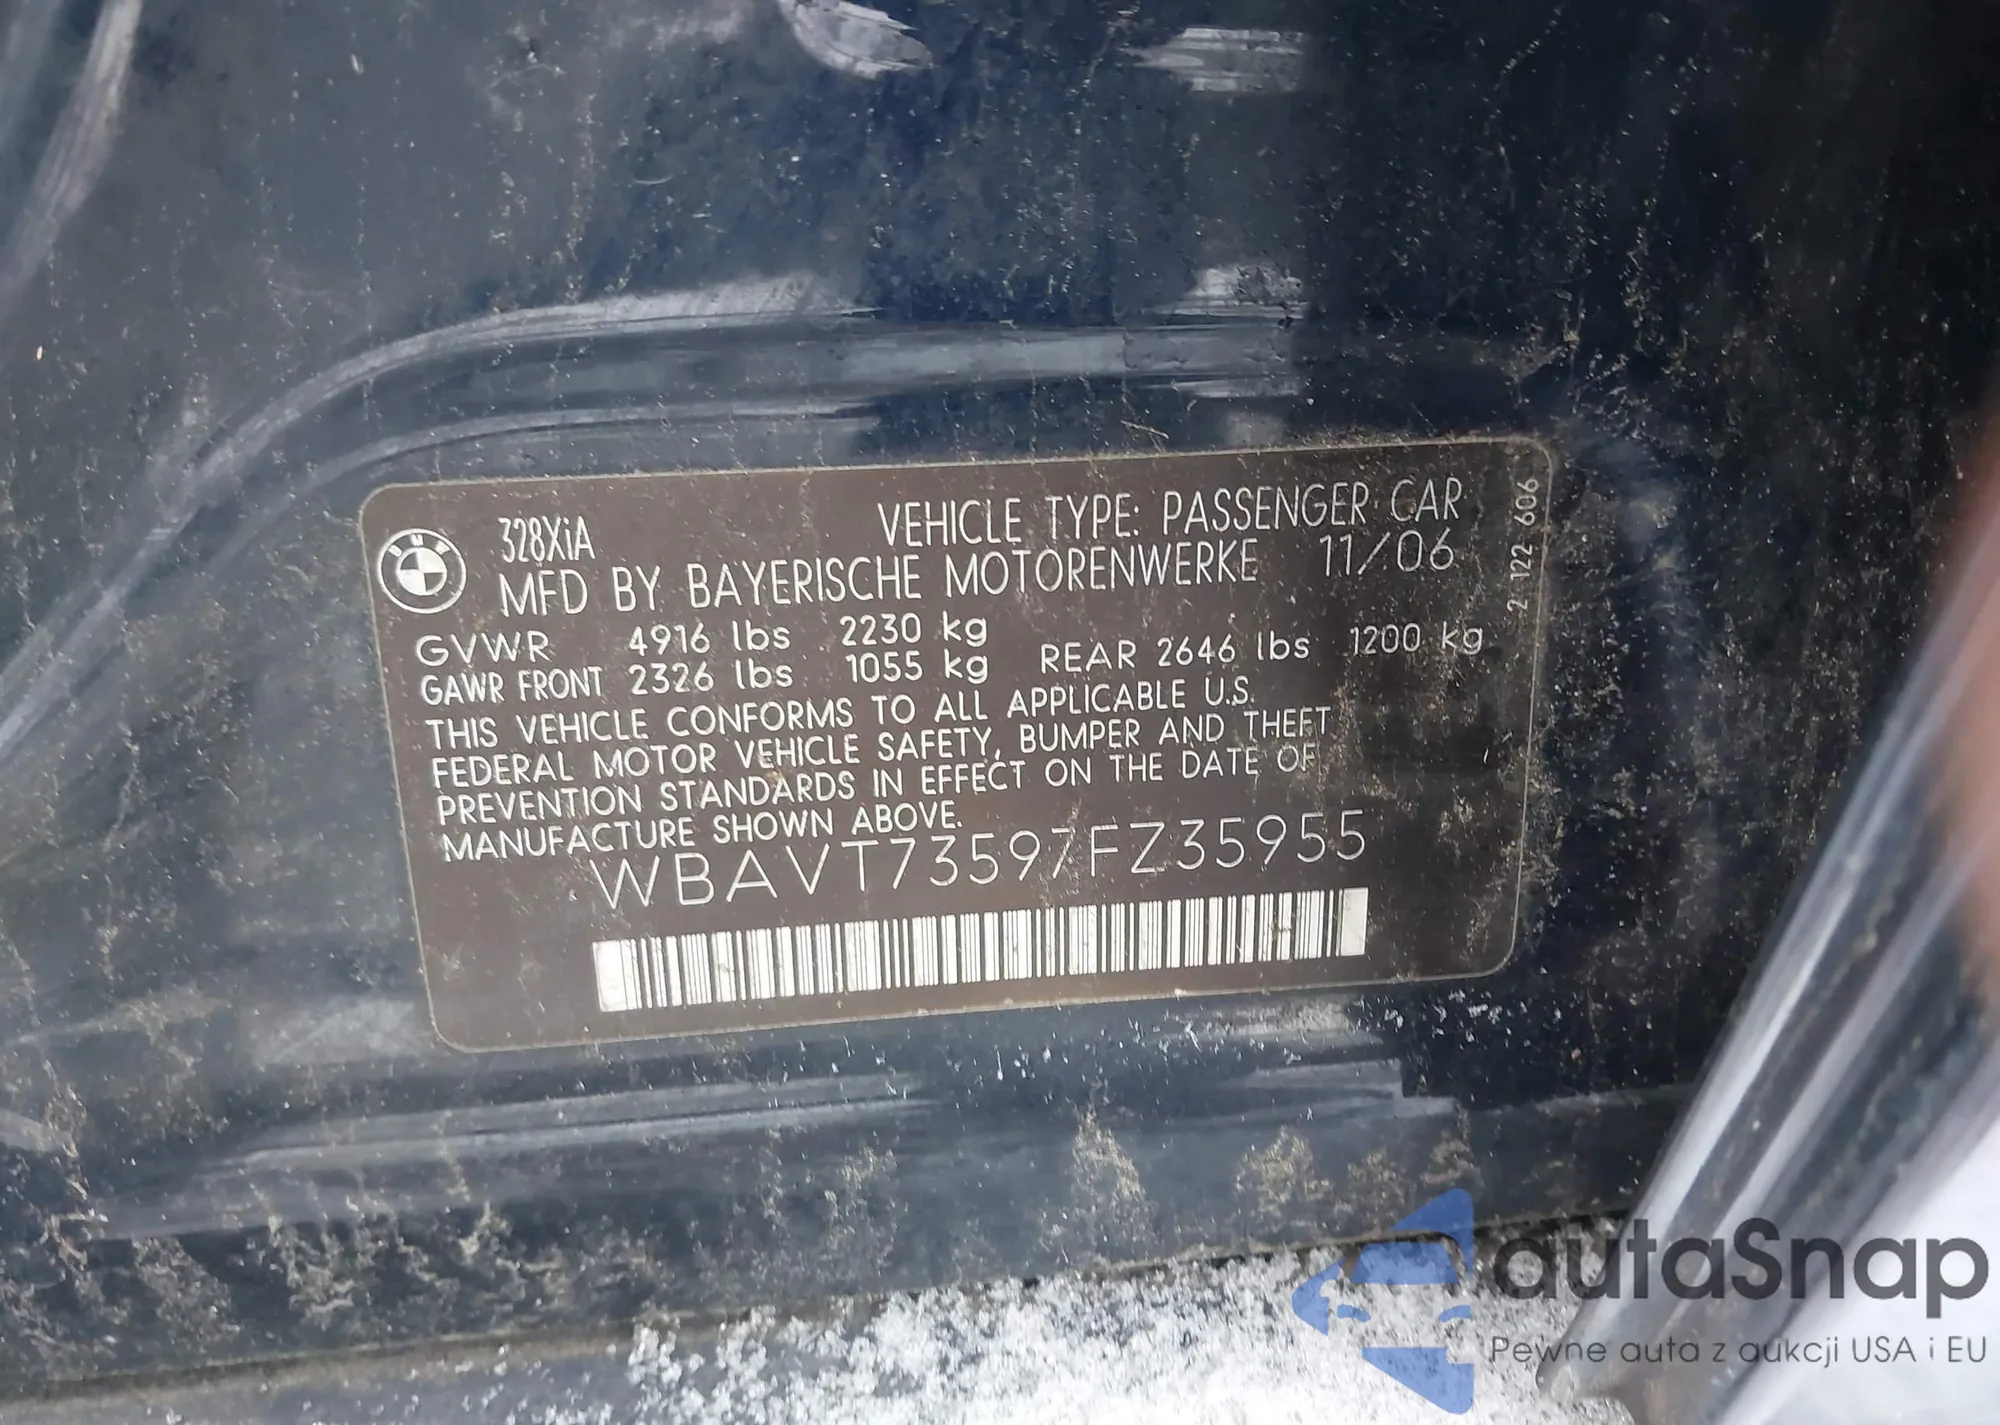 BMW
328XiA
VEHICLE TYPE: PASSENGER CAR
MFD BY BAYERISCHE MOTORENWERKE 11/06
GVWR 4916 lbs 2230 kg
GAWR FRONT 2326 lbs 1055 kg REAR 2646 lbs 1200 kg
THIS VEHICLE CONFORMS TO ALL APPLICABLE U.S.
FEDERAL MOTOR VEHICLE SAFETY, BUMPER AND THEFT
PREVENTION STANDARDS IN EFFECT ON THE DATE OF
MANUFACTURE SHOWN ABOVE.
WBAVT73597FZ35955
2 122 606
autaSnap
Pewne auta z aukcji USA i EU